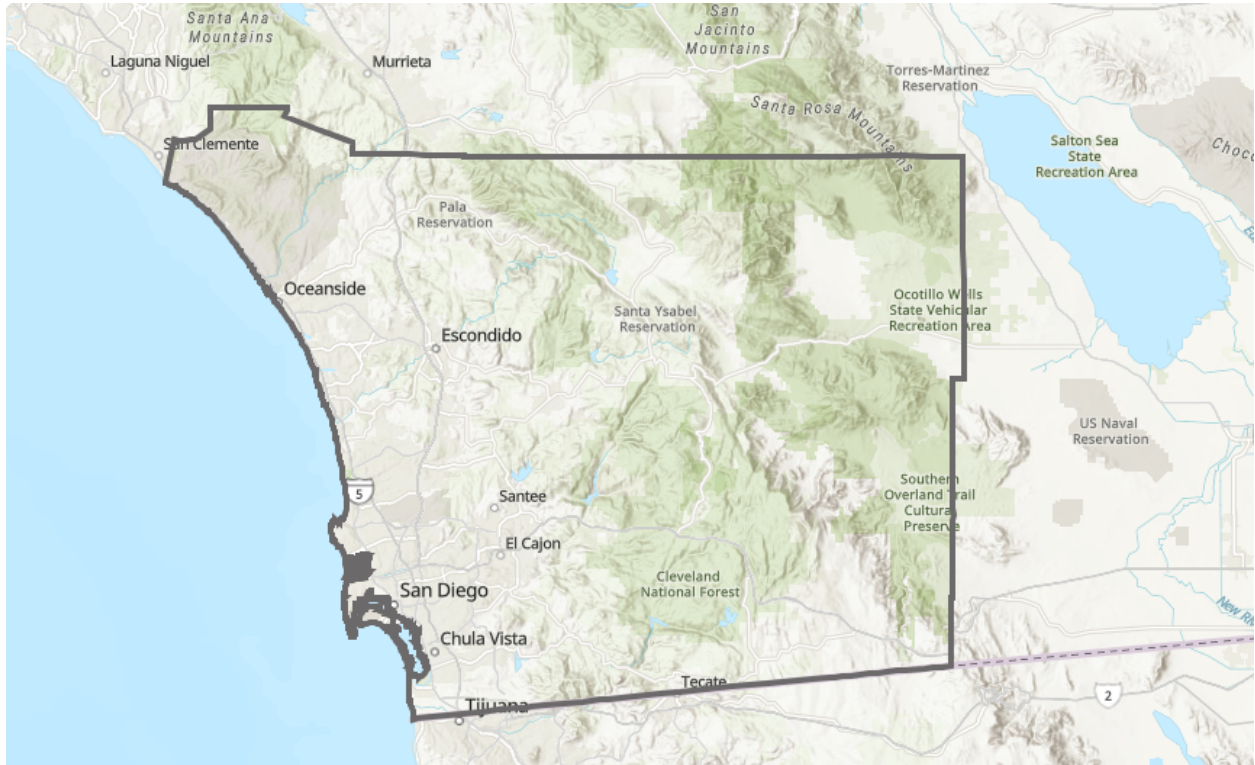 Santa Ana
Mountains
San
Jacinto
Mountains
Laguna Niguel
Murrieta
Torres-Martinez
Reservation
Santa Rosa Mountains
San Clemente
Salton Sea
State
Recreation Area
Pala
Reservation
Oceanside
Ocotillo Wells
State Vehicular
Recreation Area
Santa Ysabel
Reservation
Escondido
US Naval
Reservation
5
Santee
Southern
Overland Trail
Cultural
Preserve
El Cajon
San Diego
Cleveland
National Forest
Chula Vista
Tecate
2
Tijuana